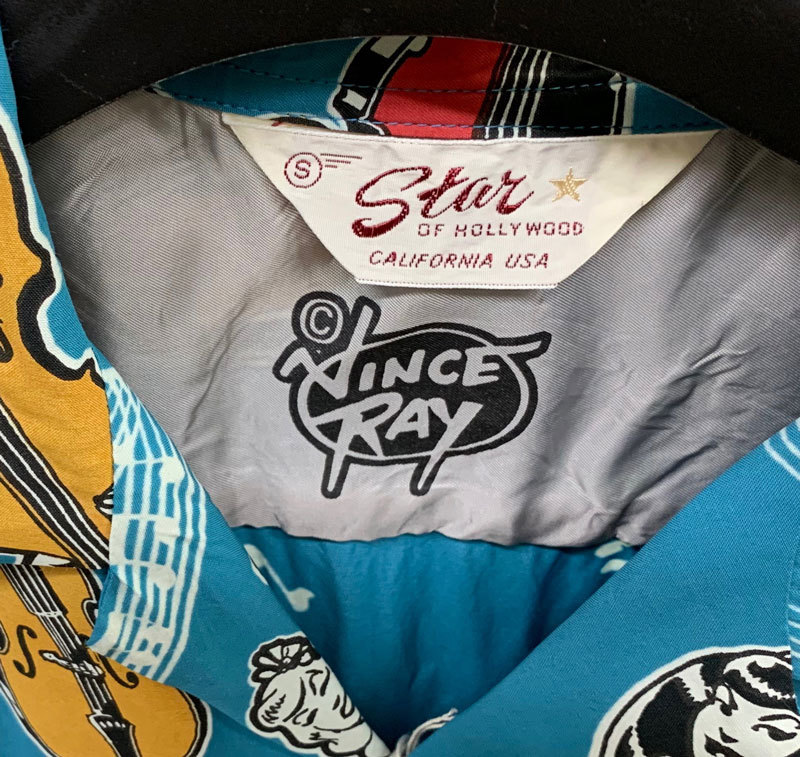 S
Star
OF HOLLYWOOD
CALIFORNIA USA
©
VINCE
RAY